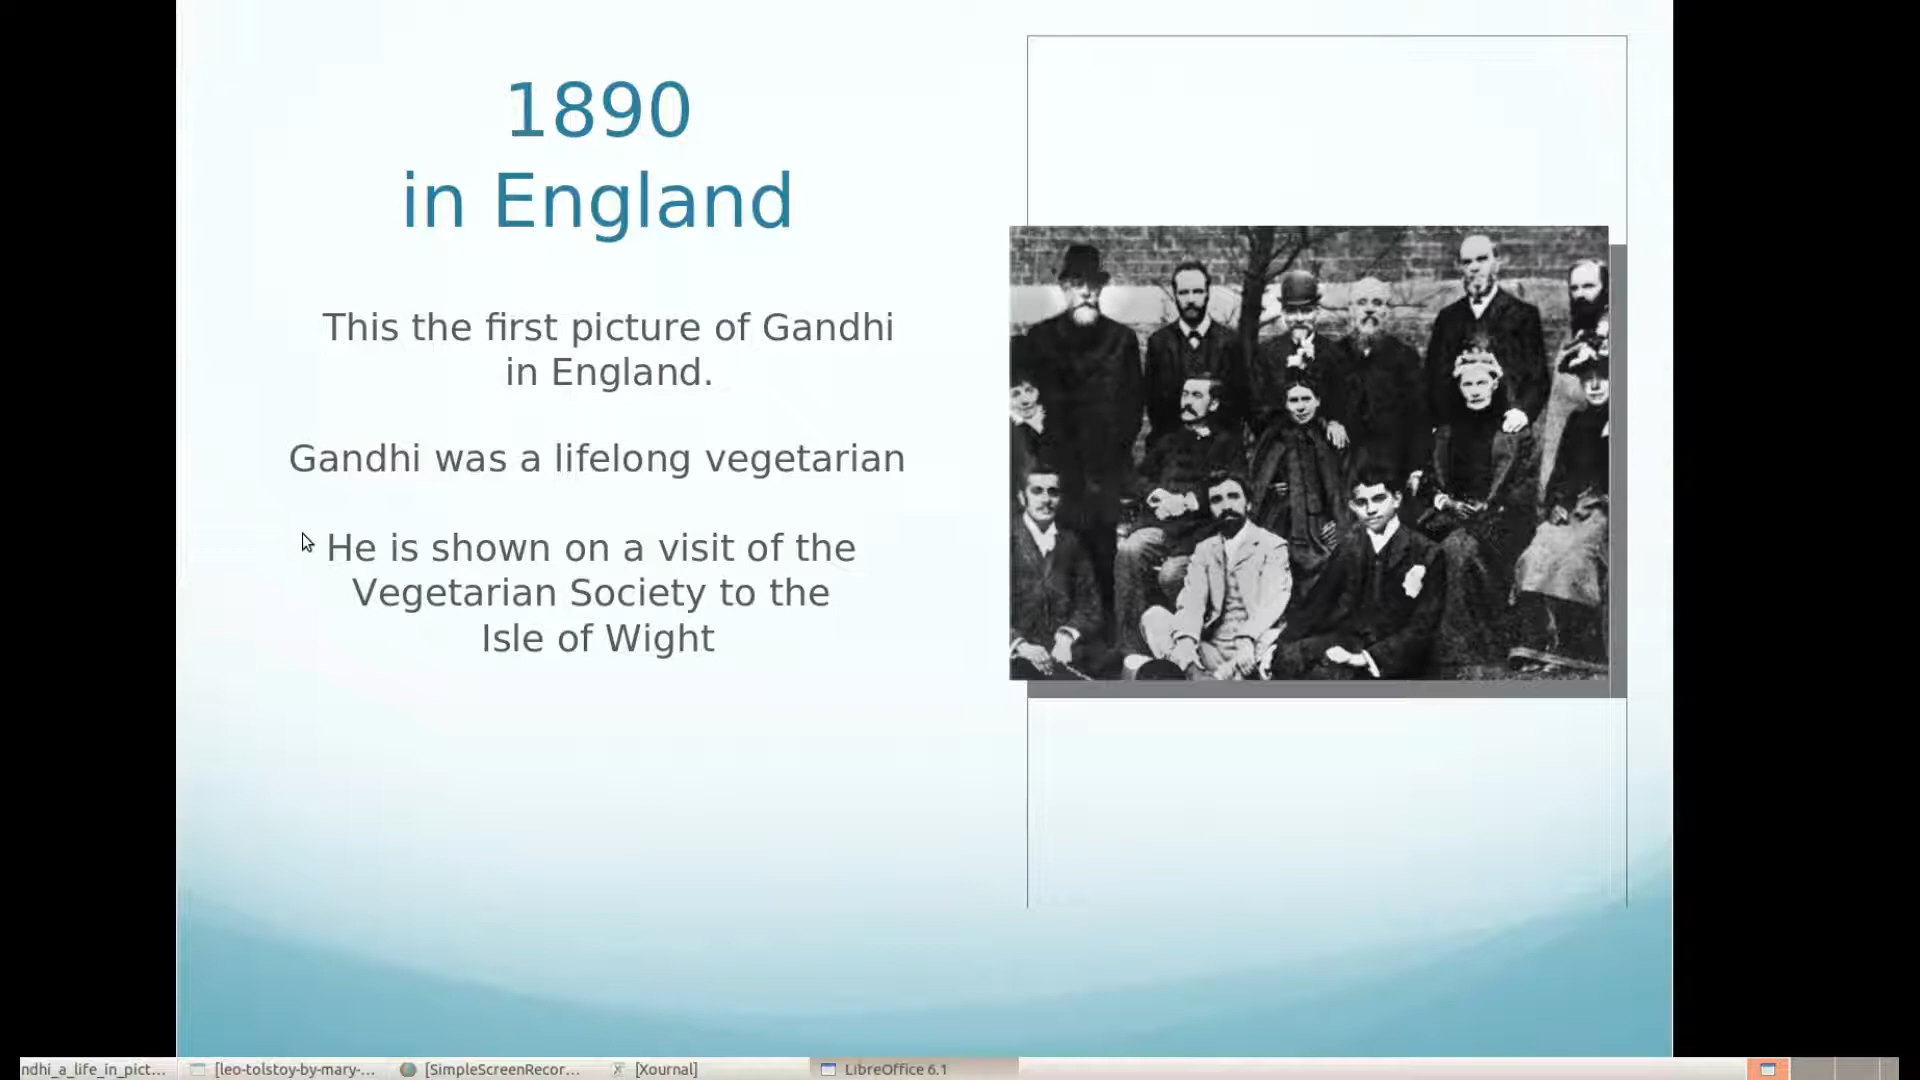 1890
in England
This the first picture of Gandhi
in England.
Gandhi was a lifelong vegetarian
He is shown on a visit of the
Vegetarian Society to the
Isle of Wight
ndhi_a_life_in_pict...
[leo-tolstoy-by-mary-...
[SimpleScreenRecor...
[Xournal]
LibreOffice 6.1